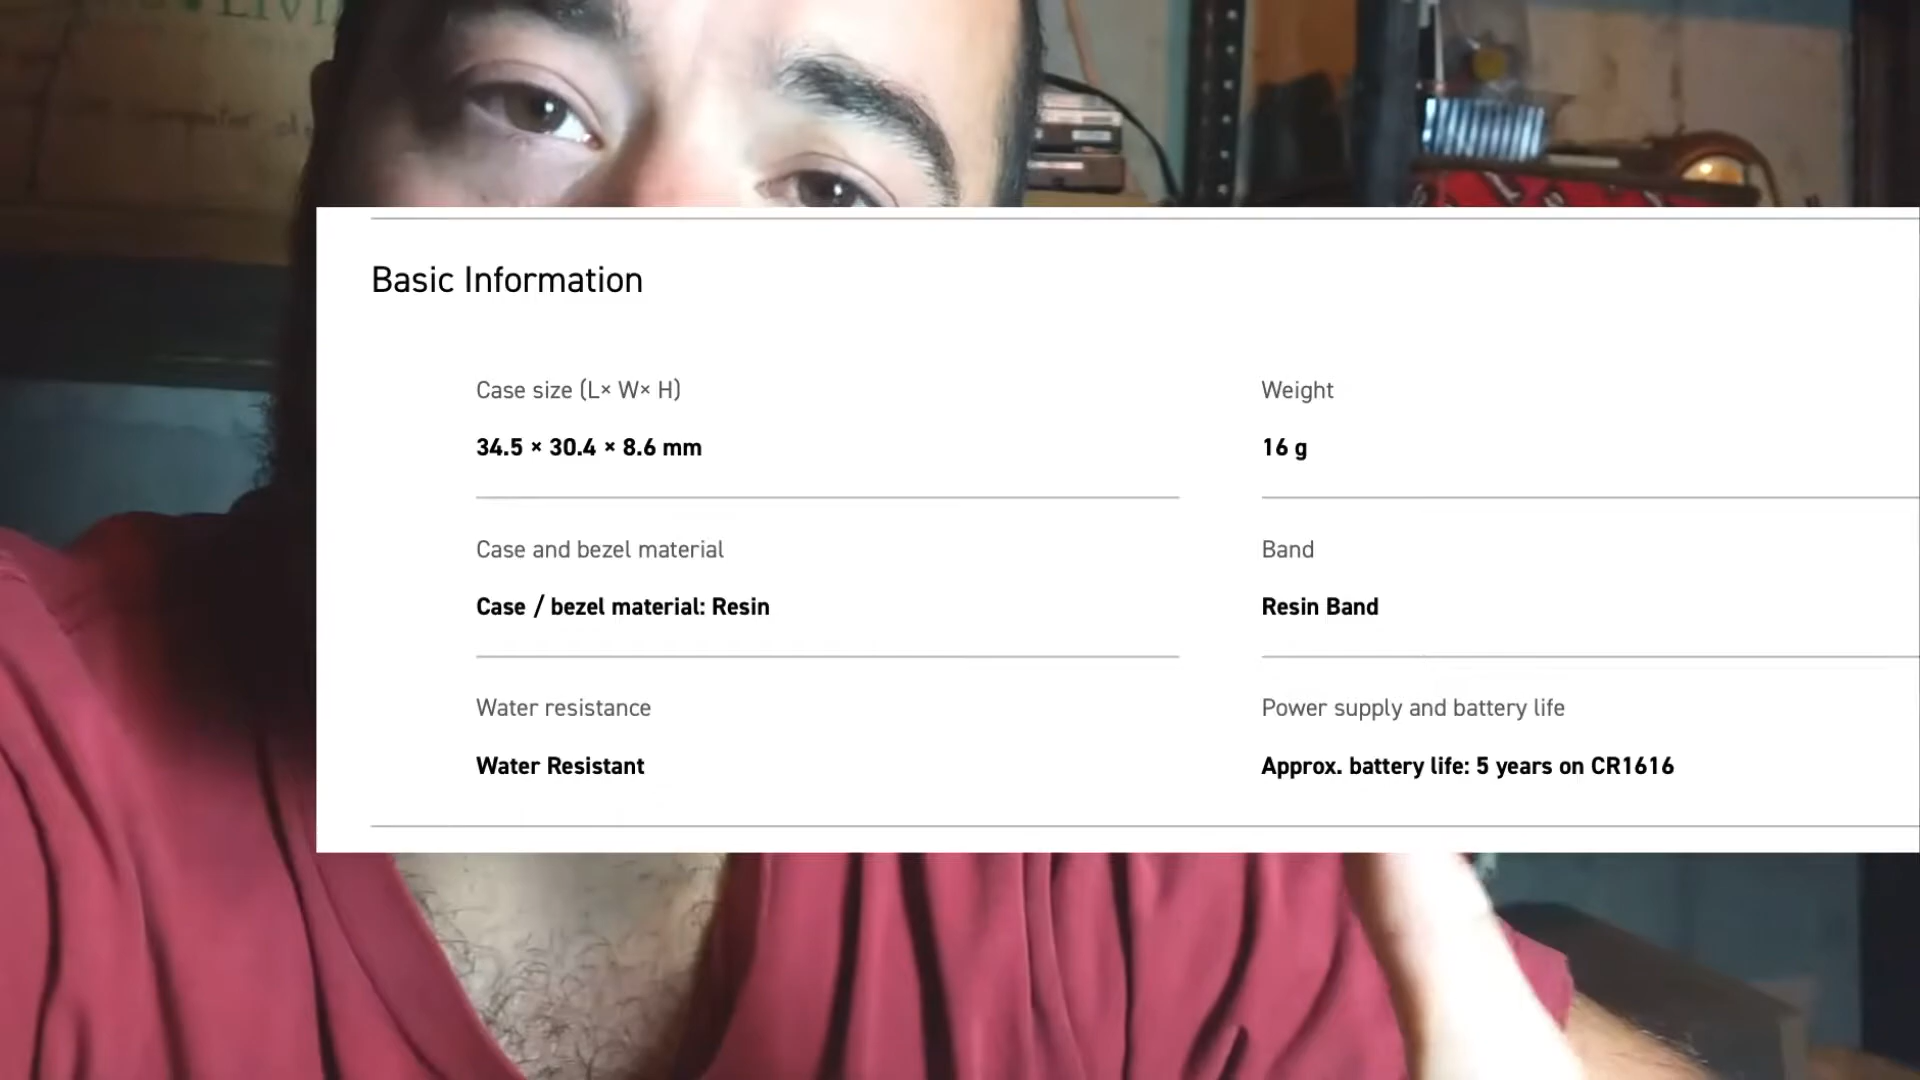 Basic Information
Case size (L× W× H)
34.5 × 30.4 × 8.6 mm
Weight
16 g
Case and bezel material
Case / bezel material: Resin
Band
Resin Band
Water resistance
Water Resistant
Power supply and battery life
Approx. battery life: 5 years on CR1616